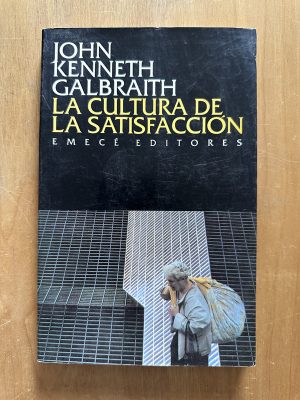 JOHN
KENNETH
GALBRAITH
LA CULTURA DE
LA SATISFACCIÓN
EMECÉ EDITORES